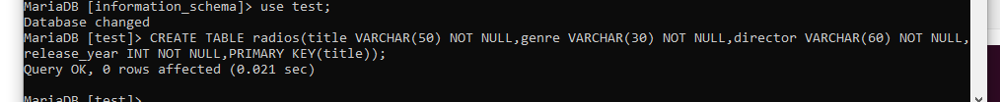 MariaDB [information_schema]> use test;
Database changed
MariaDB [test]> CREATE TABLE radios(title VARCHAR(50) NOT NULL,genre VARCHAR(30) NOT NULL,director VARCHAR(60) NOT NULL,
release_year INT NOT NULL,PRIMARY KEY(title));
Query OK, 0 rows affected (0.021 sec)
MariaDB [test]>